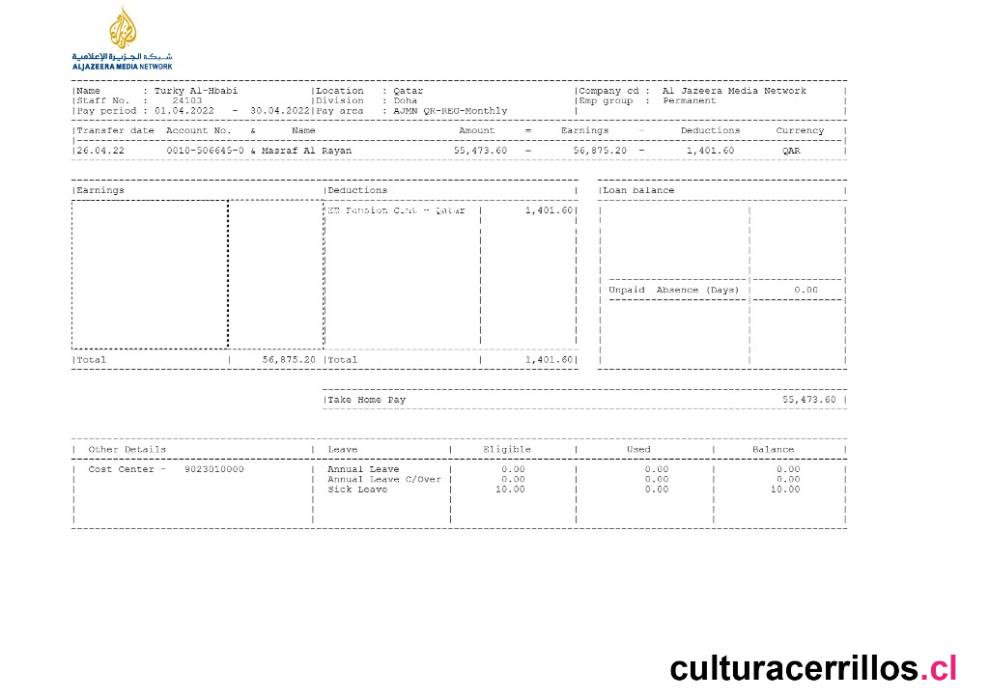 شبكة الجزيرة الإعلامية
ALJAZEERA MEDIA NETWORK
Name : Turky Al-Hbabi Location : Qatar Company cd : Al Jazeera Media Network
Staff No. : 24103 Division : Doha Emp group : Permanent
Pay period : 01.04.2022 - 30.04.2022 Pay area : AJMN QR-REG-Monthly
Transfer date Account No. & Name Amount = Earnings - Deductions Currency
26.04.22 0010-506645-0 & Masraf Al Rayan 55,473.60 = 56,875.20 - 1,401.60 QAR
Earnings Deductions Loan balance
Pension - Qatar 1,401.60
Unpaid Absence (Days) 0.00
Total 56,875.20 Total 1,401.60
Take Home Pay 55,473.60
Other Details Leave Eligible Used Balance
Cost Center - 9023010000 Annual Leave 0.00 0.00 0.00
Annual Leave C/Over 0.00 0.00 0.00
Sick Leave 10.00 0.00 10.00
culturacerrillos.cl